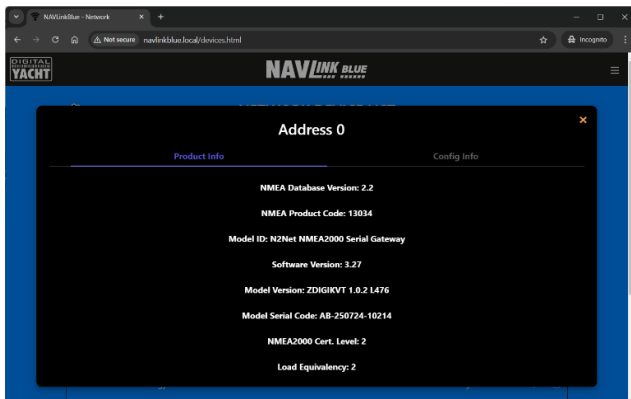 NAVLinkBlue - Network
Not secure navlinkblue.local/devices.html Incognito
DIGITAL
YACHT
NAVLINK BLUE
Address 0
Product Info Config Info
NMEA Database Version: 2.2
NMEA Product Code: 13034
Model ID: N2Net NMEA2000 Serial Gateway
Software Version: 3.27
Model Version: ZDIGIKVT 1.0.2 L476
Model Serial Code: AB-250724-10214
NMEA2000 Cert. Level: 2
Load Equivalency: 2